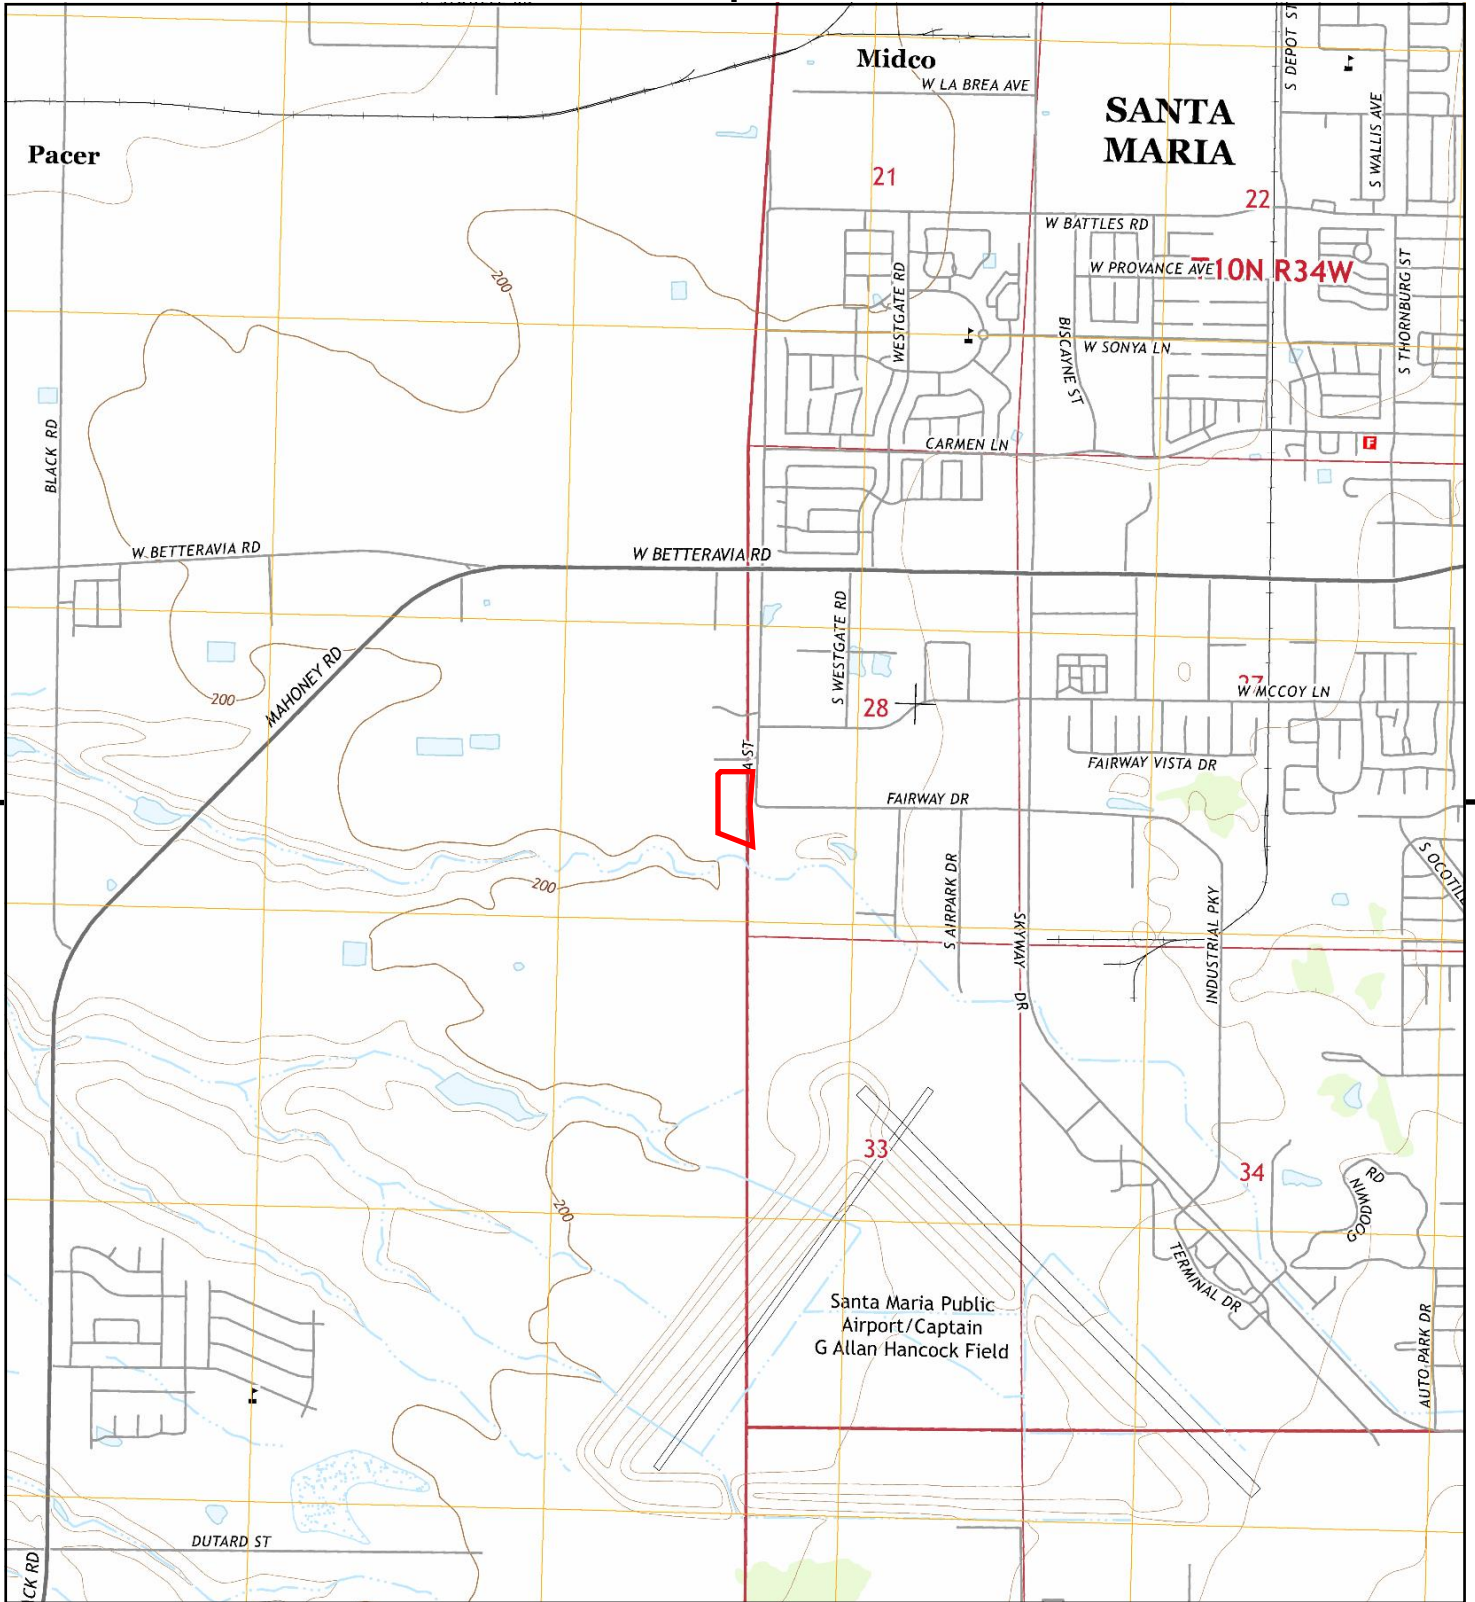 Midco
W LA BREA AVE
S DEPOT ST
SANTA
MARIA
S WALLIS AVE
Pacer
21
22
W BATTLES RD
W PROVANCE AVE
T10N R34W
WESTGATE RD
S THORNBURG ST
200
BISCAYNE ST
W SONYA LN
BLACK RD
CARMEN LN
F
W BETTERAVIA RD
W BETTERAVIA RD
S WESTGATE RD
MAHONEY RD
200
28
27
W MCCOY LN
A ST
FAIRWAY VISTA DR
FAIRWAY DR
S AIRPARK DR
200
SKYWAY DR
INDUSTRIAL PKY
33
34
GOODWIN RD
200
TERMINAL DR
Santa Maria Public
Airport/Captain
G Allan Hancock Field
AUTO PARK DR
DUTARD ST
CK RD